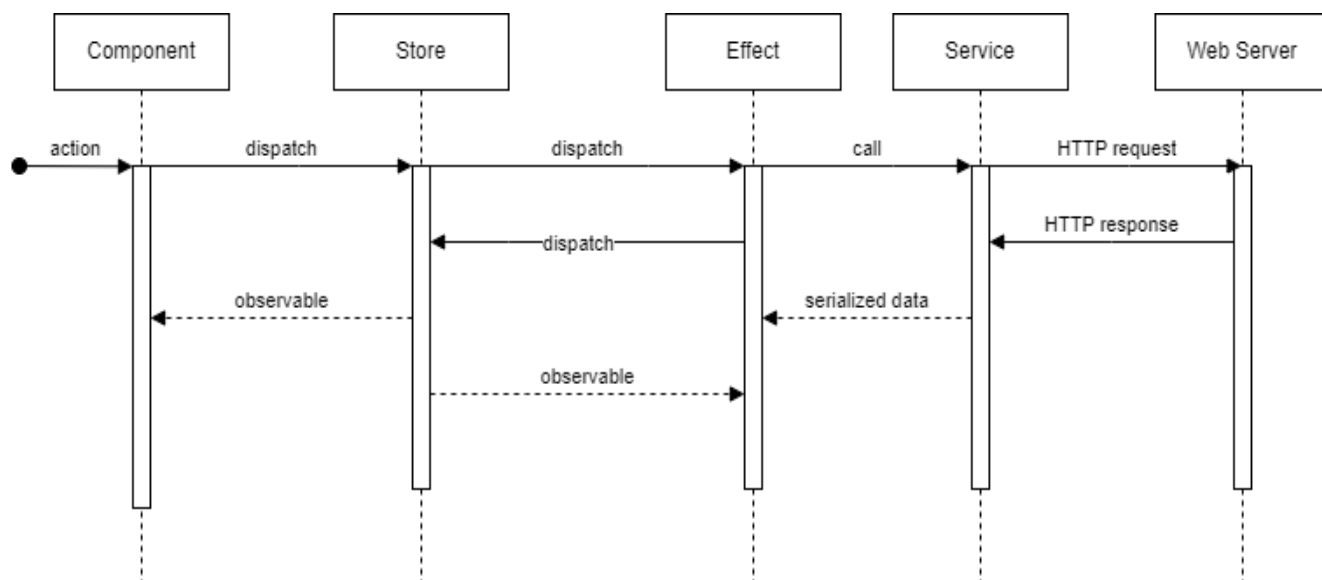 Component
Store
Effect
Service
Web Server
action
dispatch
dispatch
call
HTTP request
dispatch
HTTP response
observable
serialized data
observable